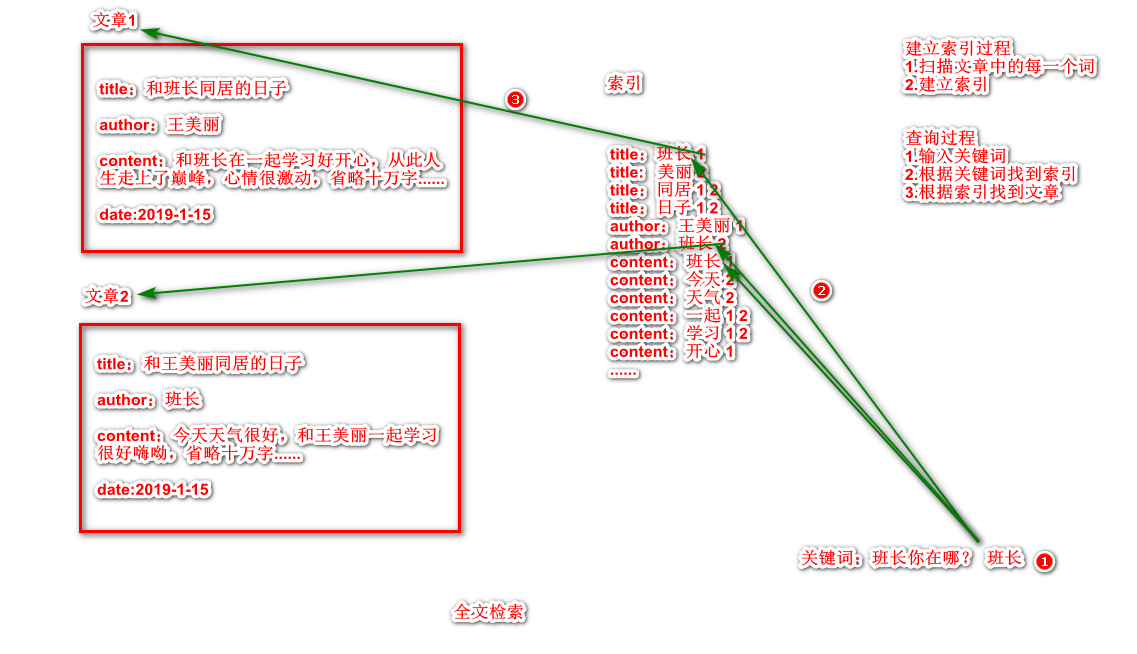 文章1
title：和班长同居的日子
author：王美丽
content：和班长在一起学习好开心，从此人
生走上了巅峰，心情很激动，省略十万字......
date:2019-1-15
文章2
title：和王美丽同居的日子
author：班长
content：今天天气很好，和王美丽一起学习
很好嗨呦，省略十万字......
date:2019-1-15
索引
title：班长 1
title：美丽 2
title：同居 1 2
title：日子 1 2
author：王美丽 1
author：班长 2
content：班长 1
content：今天 2
content：天气 2
content：一起 1 2
content：学习 1 2
content：开心 1
......
3
2
建立索引过程
1.扫描文章中的每一个词
2.建立索引
查询过程
1.输入关键词
2.根据关键词找到索引
3.根据索引找到文章
关键词：班长你在哪？ 班长 1
全文检索